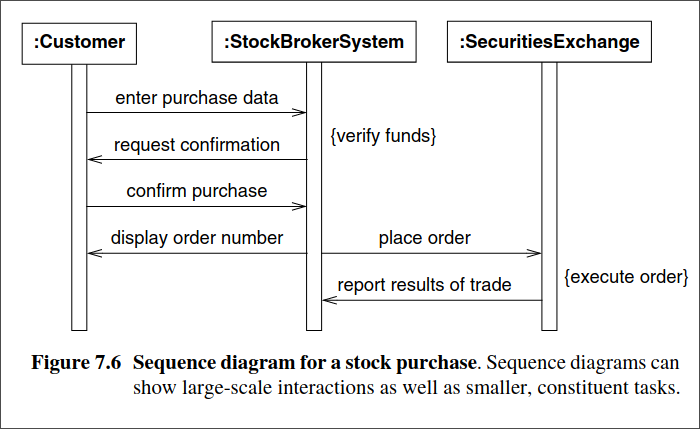 :Customer
:StockBrokerSystem
:SecuritiesExchange
enter purchase data
{verify funds}
request confirmation
confirm purchase
display order number
place order
{execute order}
report results of trade
Figure 7.6 Sequence diagram for a stock purchase. Sequence diagrams can
show large-scale interactions as well as smaller, constituent tasks.